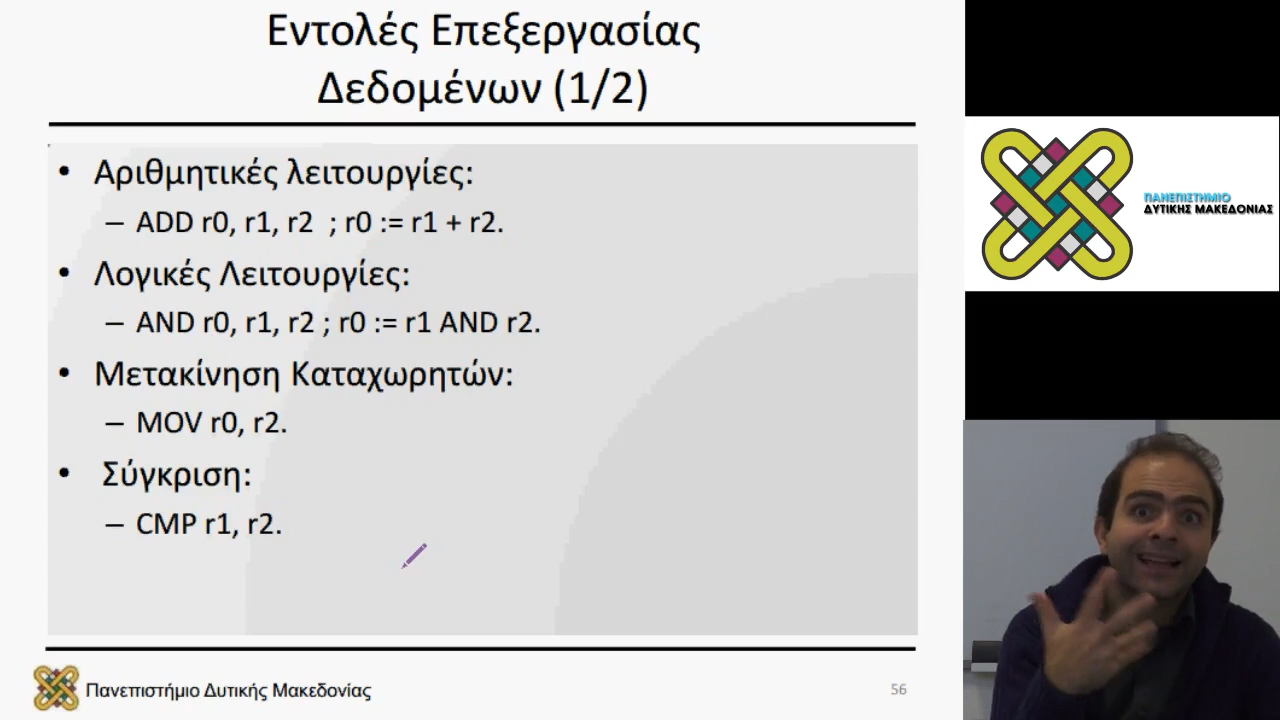 Εντολές Επεξεργασίας
Δεδομένων (1/2)
• Αριθμητικές λειτουργίες:
– ADD r0, r1, r2 ; r0 := r1 + r2.
• Λογικές Λειτουργίες:
– AND r0, r1, r2 ; r0 := r1 AND r2.
• Μετακίνηση Καταχωρητών:
– MOV r0, r2.
• Σύγκριση:
– CMP r1, r2.
Πανεπιστήμιο Δυτικής Μακεδονίας
56
ΠΑΝΕΠΙΣΤΗΜΙΟ
ΔΥΤΙΚΗΣ ΜΑΚΕΔΟΝΙΑΣ